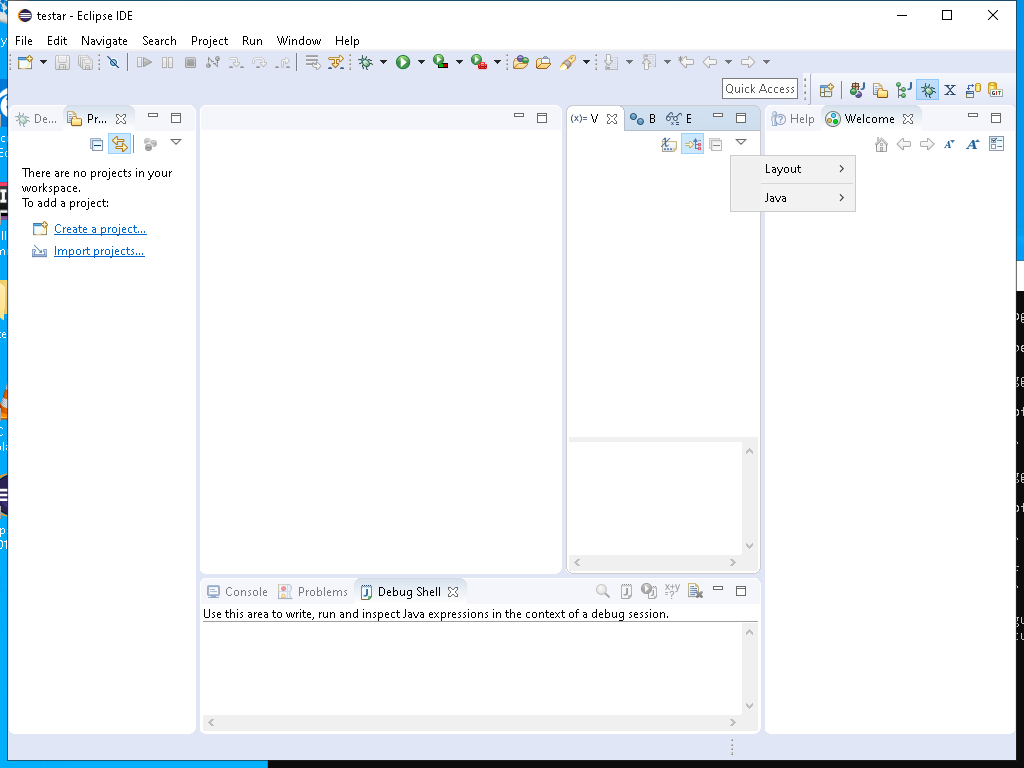 testar - Eclipse IDE
File Edit Navigate Search Project Run Window Help
Quick Access
X
GIT
De... Pr...
(x)= V B E
Help Welcome
There are no projects in your
workspace.
To add a project:
Create a project...
Import projects...
Layout
Java
Console Problems Debug Shell
Use this area to write, run and inspect Java expressions in the context of a debug session.